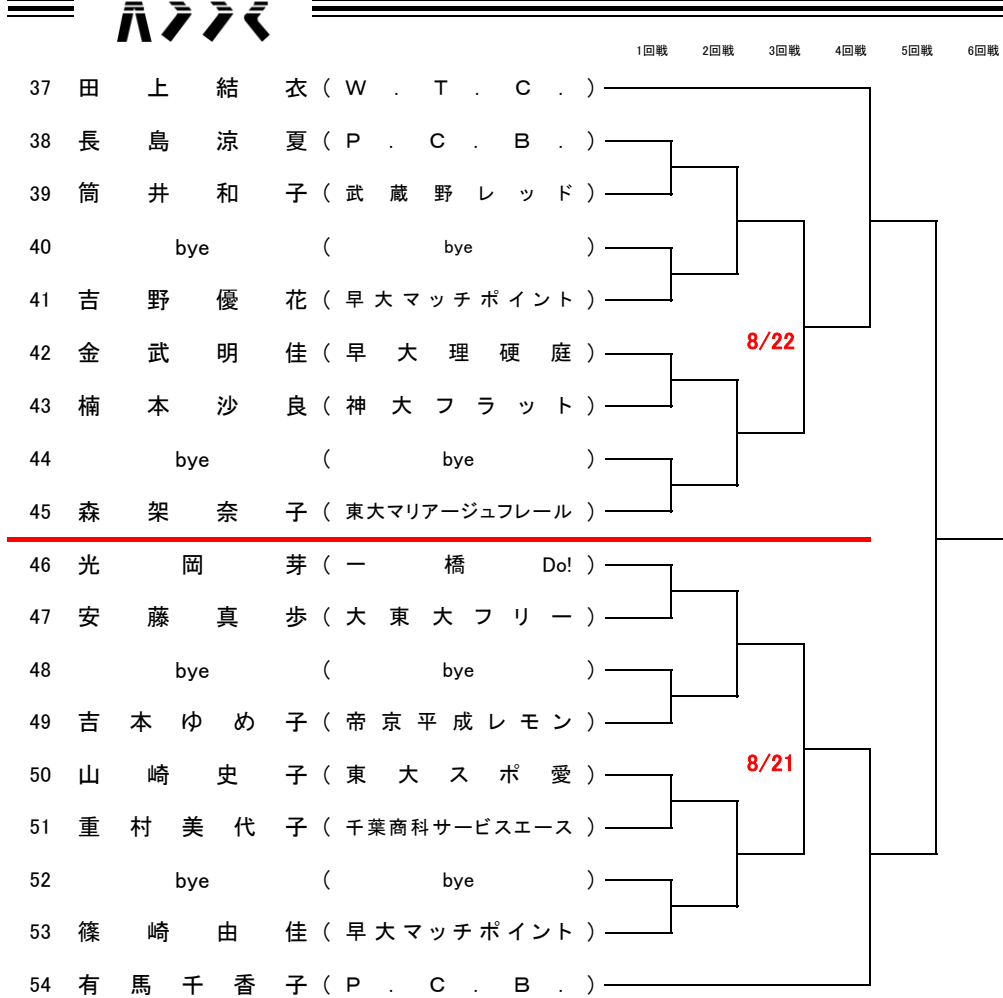 1回戦 2回戦 3回戦 4回戦 5回戦 6回戦
37 田上結衣 (W.T.C.)
38 長島涼夏 (P.C.B.)
39 筒井和子 (武蔵野レッド)
40 bye (bye)
41 吉野優花 (早大マッチポイント)
8/22
42 金武明佳 (早大理硬庭)
43 楠本沙良 (神大フラット)
44 bye (bye)
45 森架奈子 (東大マリアージュフレール)
46 光岡芽 (一橋Do!)
47 安藤真歩 (大東大フリー)
48 bye (bye)
49 吉本ゆめ子 (帝京平成レモン)
8/21
50 山崎史子 (東大スポ愛)
51 重村美代子 (千葉商科サービスエース)
52 bye (bye)
53 篠崎由佳 (早大マッチポイント)
54 有馬千香子 (P.C.B.)